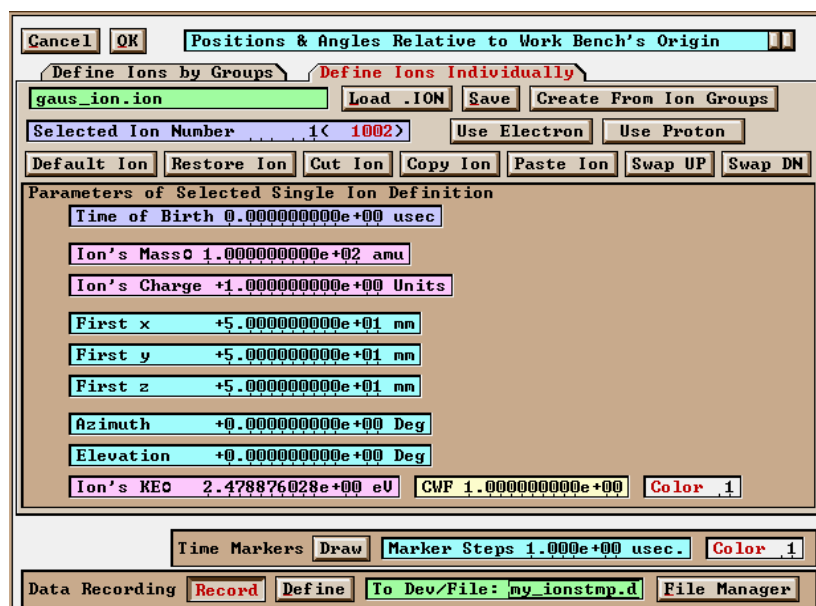 Cancel OK Positions & Angles Relative to Work Bench's Origin
Define Ions by Groups Define Ions Individually
gaus_ion.ion Load .ION Save Create From Ion Groups
Selected Ion Number 1( 1002) Use Electron Use Proton
Default Ion Restore Ion Cut Ion Copy Ion Paste Ion Swap UP Swap DN
Parameters of Selected Single Ion Definition
Time of Birth 0.000000000e+00 usec
Ion's Mass 1.000000000e+02 amu
Ion's Charge +1.000000000e+00 Units
First x +5.000000000e+01 mm
First y +5.000000000e+01 mm
First z +5.000000000e+01 mm
Azimuth +0.000000000e+00 Deg
Elevation +0.000000000e+00 Deg
Ion's KE 2.478876028e+00 eV CWF 1.000000000e+00 Color 1
Time Markers Draw Marker Steps 1.000e+00 usec. Color 1
Data Recording Record Define To Dev/File: my_ionstmp.d File Manager